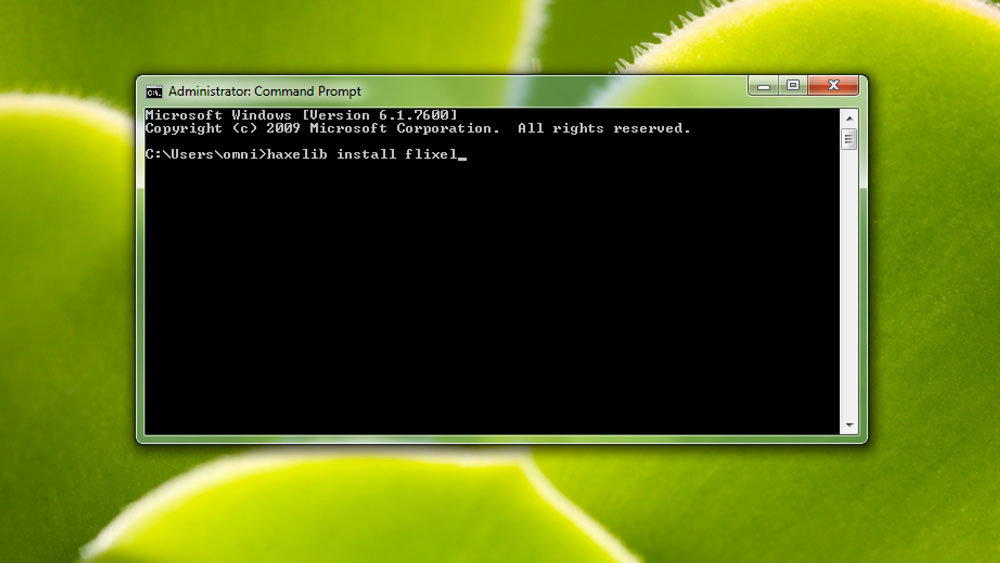 Administrator: Command Prompt
Microsoft Windows [Version 6.1.7600]
Copyright (c) 2009 Microsoft Corporation.  All rights reserved.
C:\Users\omni>haxelib install flixel_